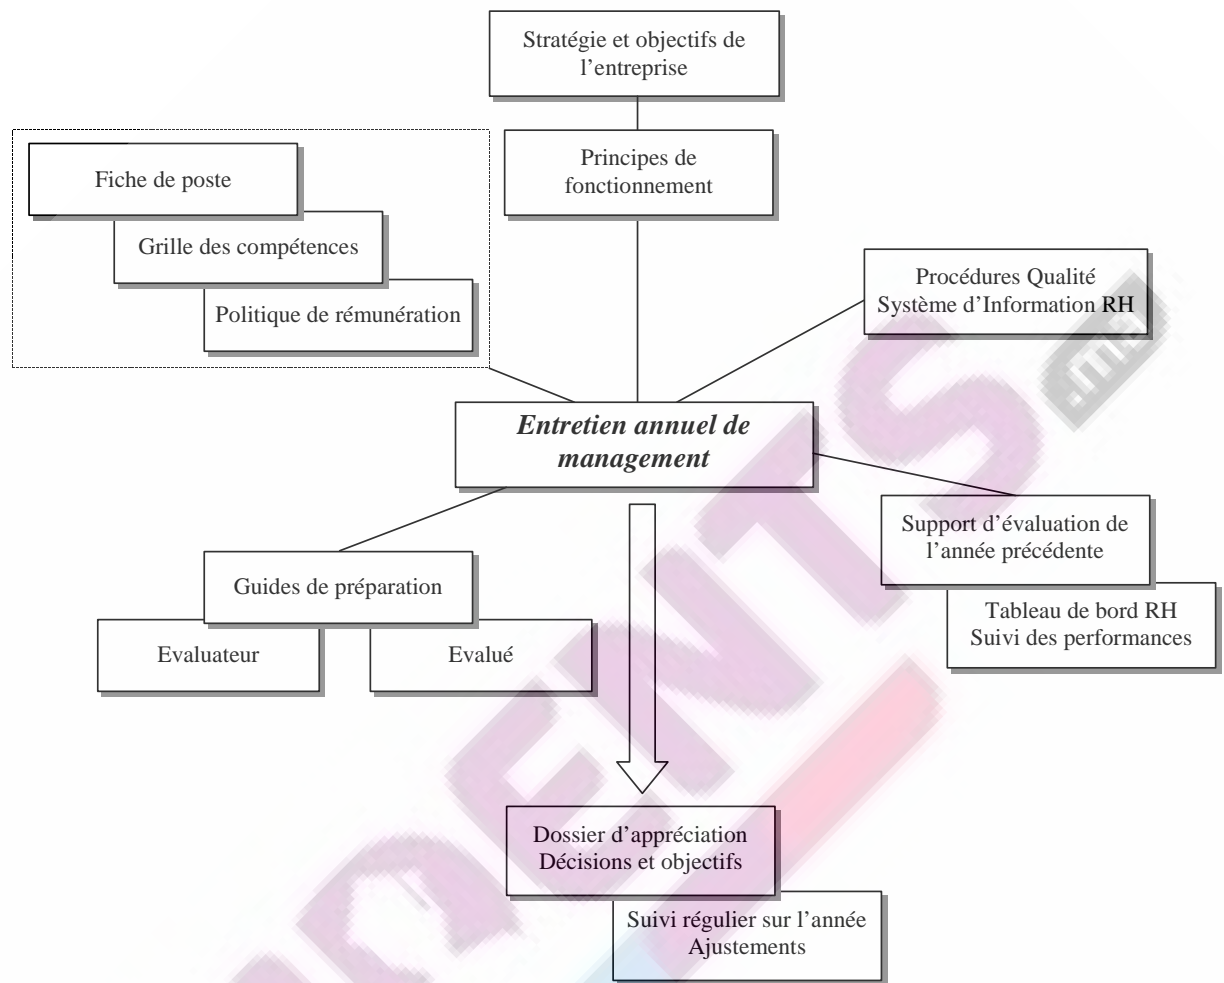 Stratégie et objectifs de
l'entreprise
Principes de
fonctionnement
Fiche de poste
Grille des compétences
Politique de rémunération
Procédures Qualité
Système d'Information RH
Entretien annuel de
management
Support d'évaluation de
l'année précédente
Tableau de bord RH
Suivi des performances
Guides de préparation
Evaluateur
Evalué
Dossier d'appréciation
Décisions et objectifs
Suivi régulier sur l'année
Ajustements
.ma